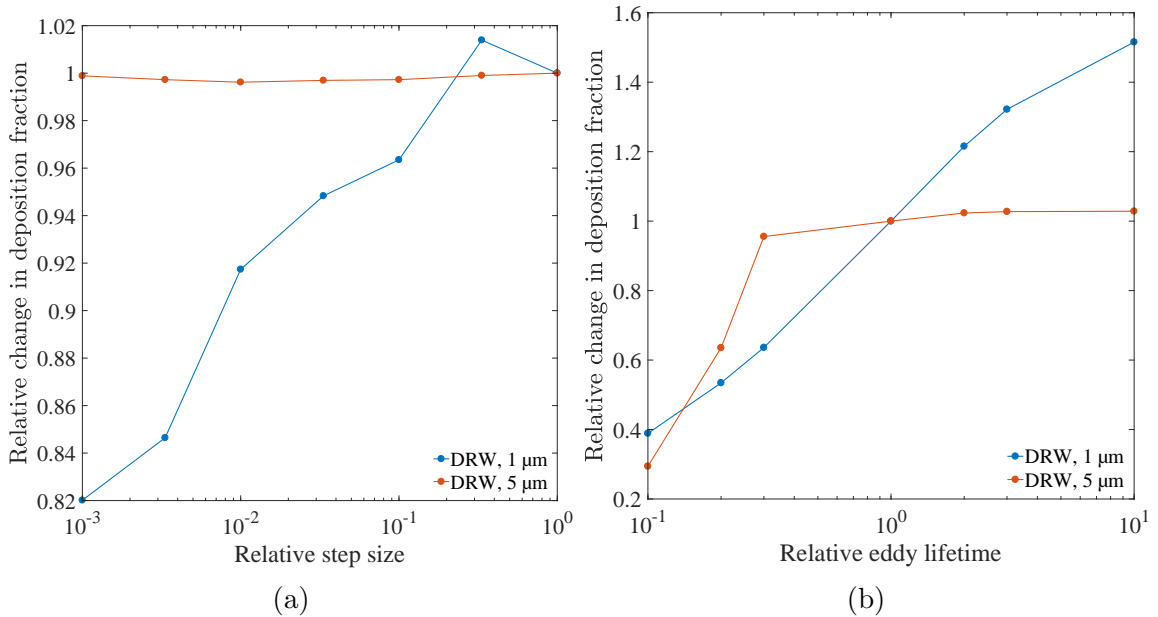 Relative change in deposition fraction
1.02
1
0.98
0.96
0.94
0.92
0.9
0.88
0.86
0.84
0.82
10^-3
10^-2
10^-1
10^0
Relative step size
DRW, 1 µm
DRW, 5 µm
(a)
Relative change in deposition fraction
1.6
1.4
1.2
1
0.8
0.6
0.4
0.2
10^-1
10^0
10^1
Relative eddy lifetime
DRW, 1 µm
DRW, 5 µm
(b)